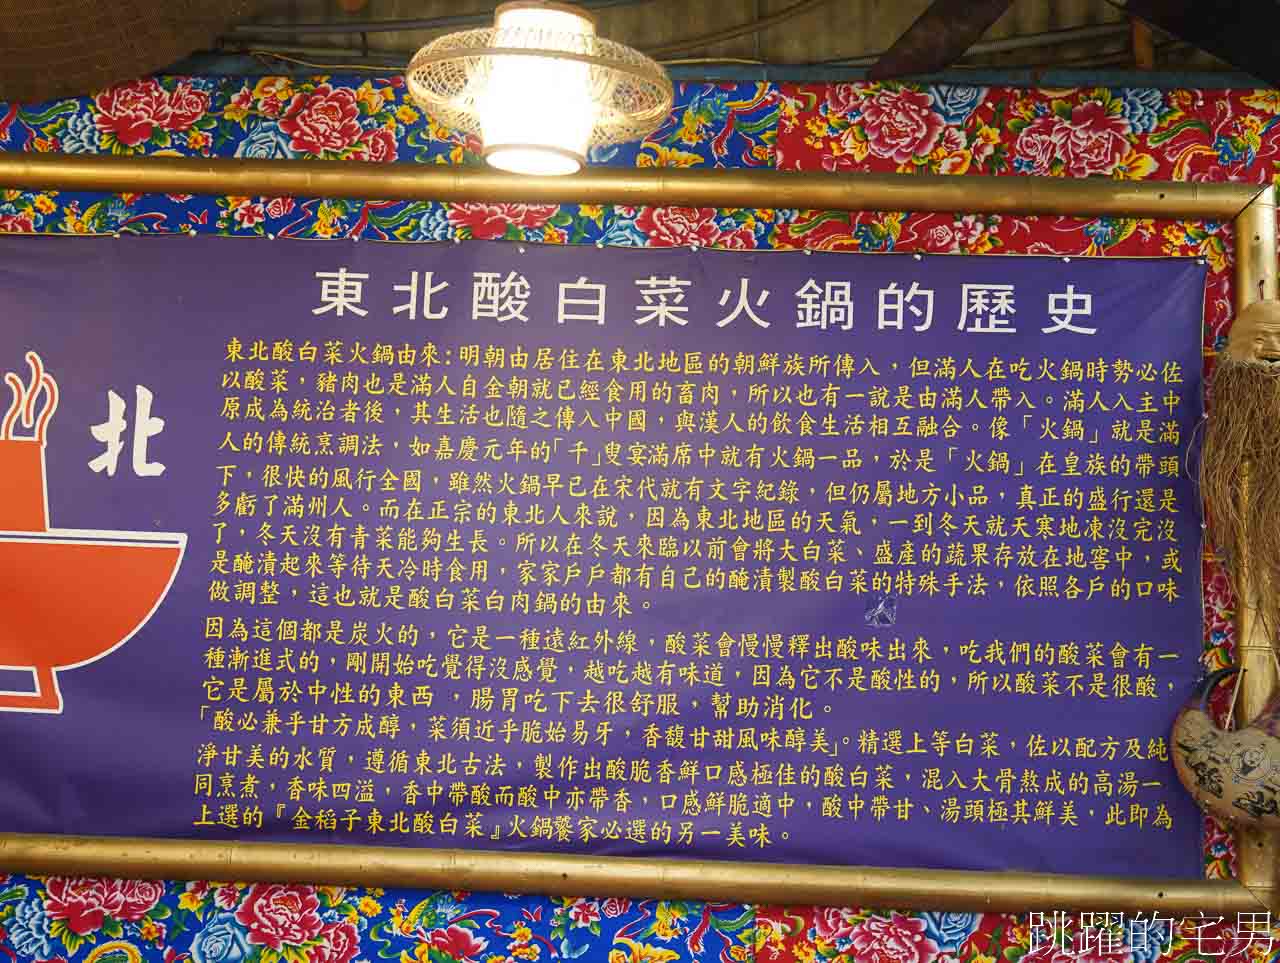 東北酸白菜火鍋的歷史
東北酸白菜火鍋由來:明朝由居住在東北地區的朝鮮族所傳入，但滿人在吃火鍋時勢必佐
以酸菜，豬肉也是滿人自金朝就已經食用的畜肉，所以也有一說是由滿人帶入。滿人入主中
原成為統治者後，其生活也隨之傳入中國，與漢人的飲食生活相互融合。像「火鍋」就是滿
人的傳統烹調法，如嘉慶元年的「千」叟宴滿席中就有火鍋一品，於是「火鍋」在皇族的帶頭
下，很快的風行全國，雖然火鍋早已在宋代就有文字紀錄，但仍屬地方小品，真正的盛行還是
多虧了滿州人。而在正宗的東北人來說，因為東北地區的天氣，一到冬天就天寒地凍沒完沒
了，冬天沒有青菜能夠生長。所以在冬天來臨以前會將大白菜、盛產的蔬果存放在地窖中，或
是醃漬起來等待天冷時食用，家家戶戶都有自己的醃漬製酸白菜的特殊手法，依照各戶的口味
做調整，這也就是酸白菜白肉鍋的由來。
因為這個都是炭火的，它是一種遠紅外線，酸菜會慢慢釋出酸味出來，吃我們的酸菜會有一
種漸進式的，剛開始吃覺得沒感覺，越吃越有味道，因為它不是酸性的，所以酸菜不是很酸，
它是屬於中性的東西，腸胃吃下去很舒服，幫助消化。
「酸必兼乎甘方成醇，菜須近乎脆始易牙，香馥甘甜風味醇美」。精選上等白菜，佐以配方及純
淨甘美的水質，遵循東北古法，製作出酸脆香鮮口感極佳的酸白菜，混入大骨熬成的高湯一
同烹煮，香味四溢，香中帶酸而酸中亦帶香，口感鮮脆適中，酸中帶甘、湯頭極其鮮美，此即為
上選的『金稻子東北酸白菜』火鍋饕家必選的另一美味。
北
跳躍的宅男